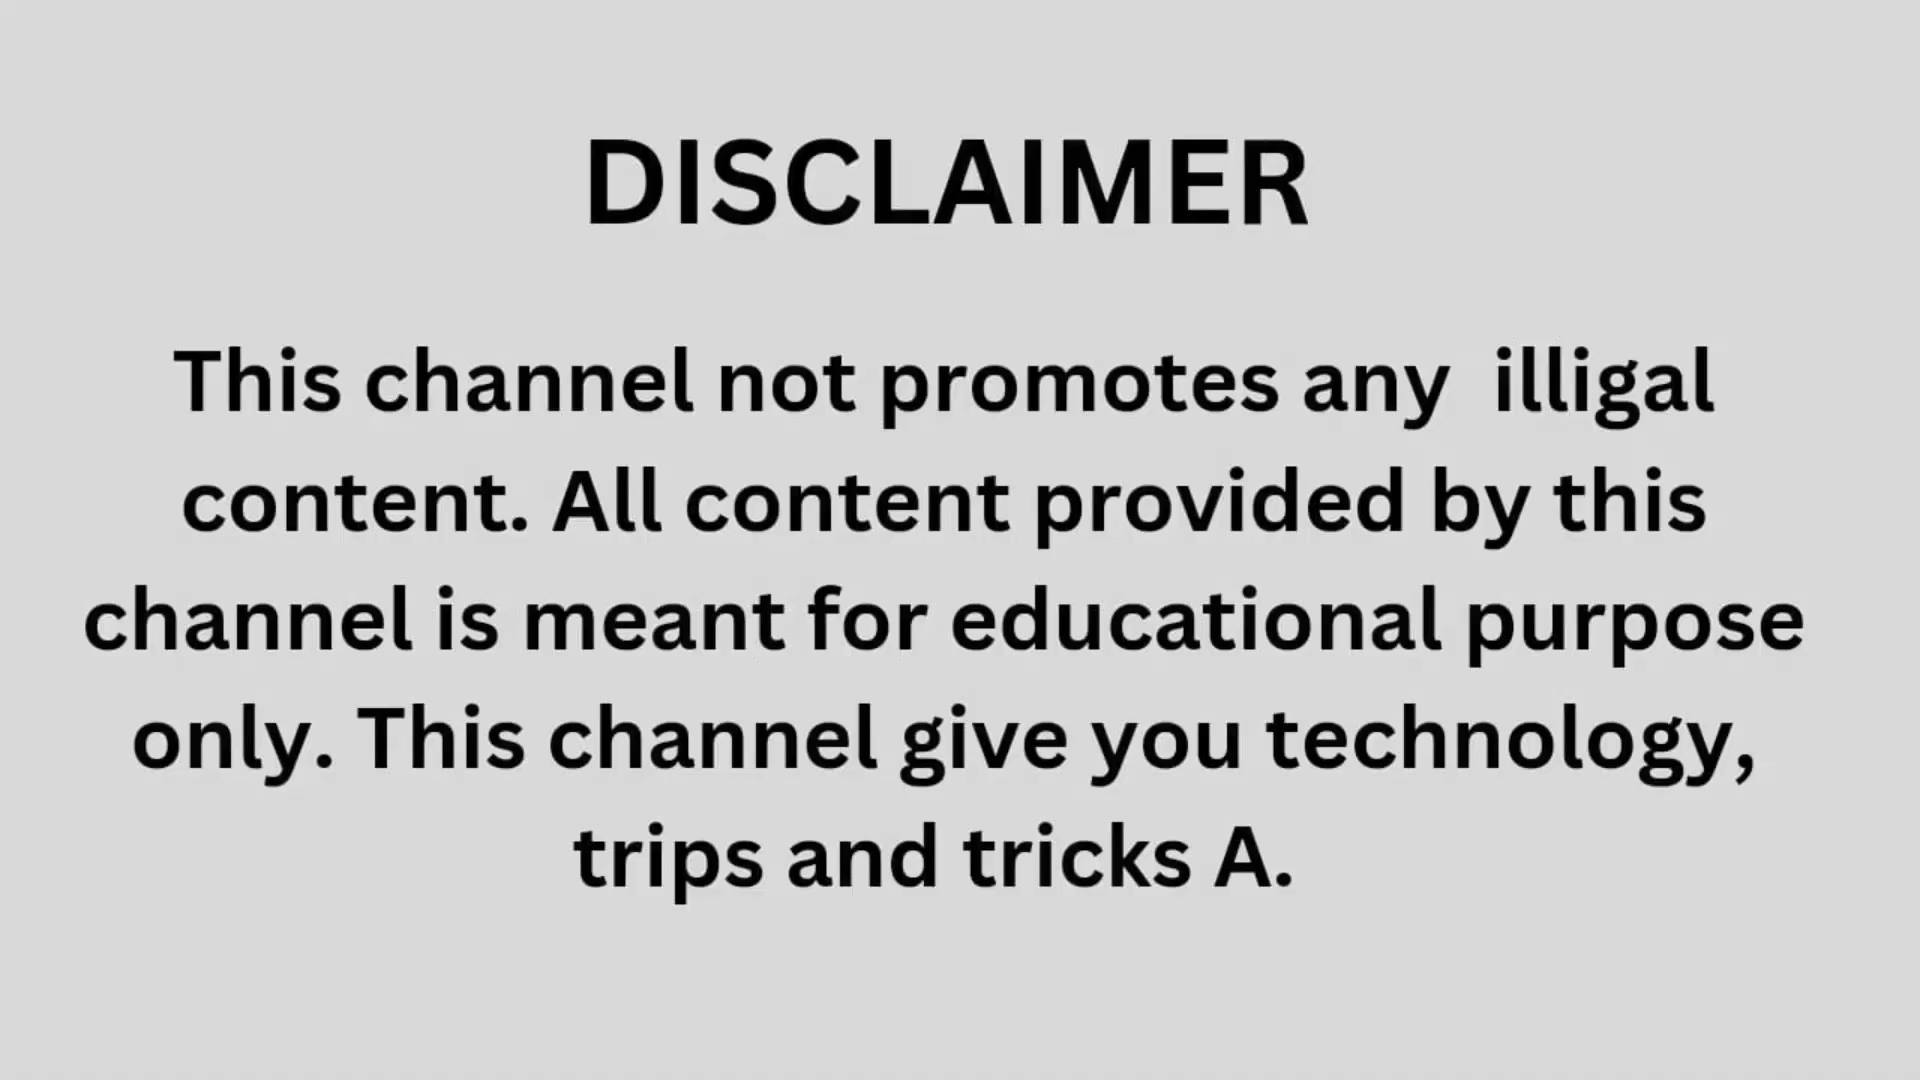 DISCLAIMER
This channel not promotes any  illigal
content. All content provided by this
channel is meant for educational purpose
only. This channel give you technology,
trips and tricks A.